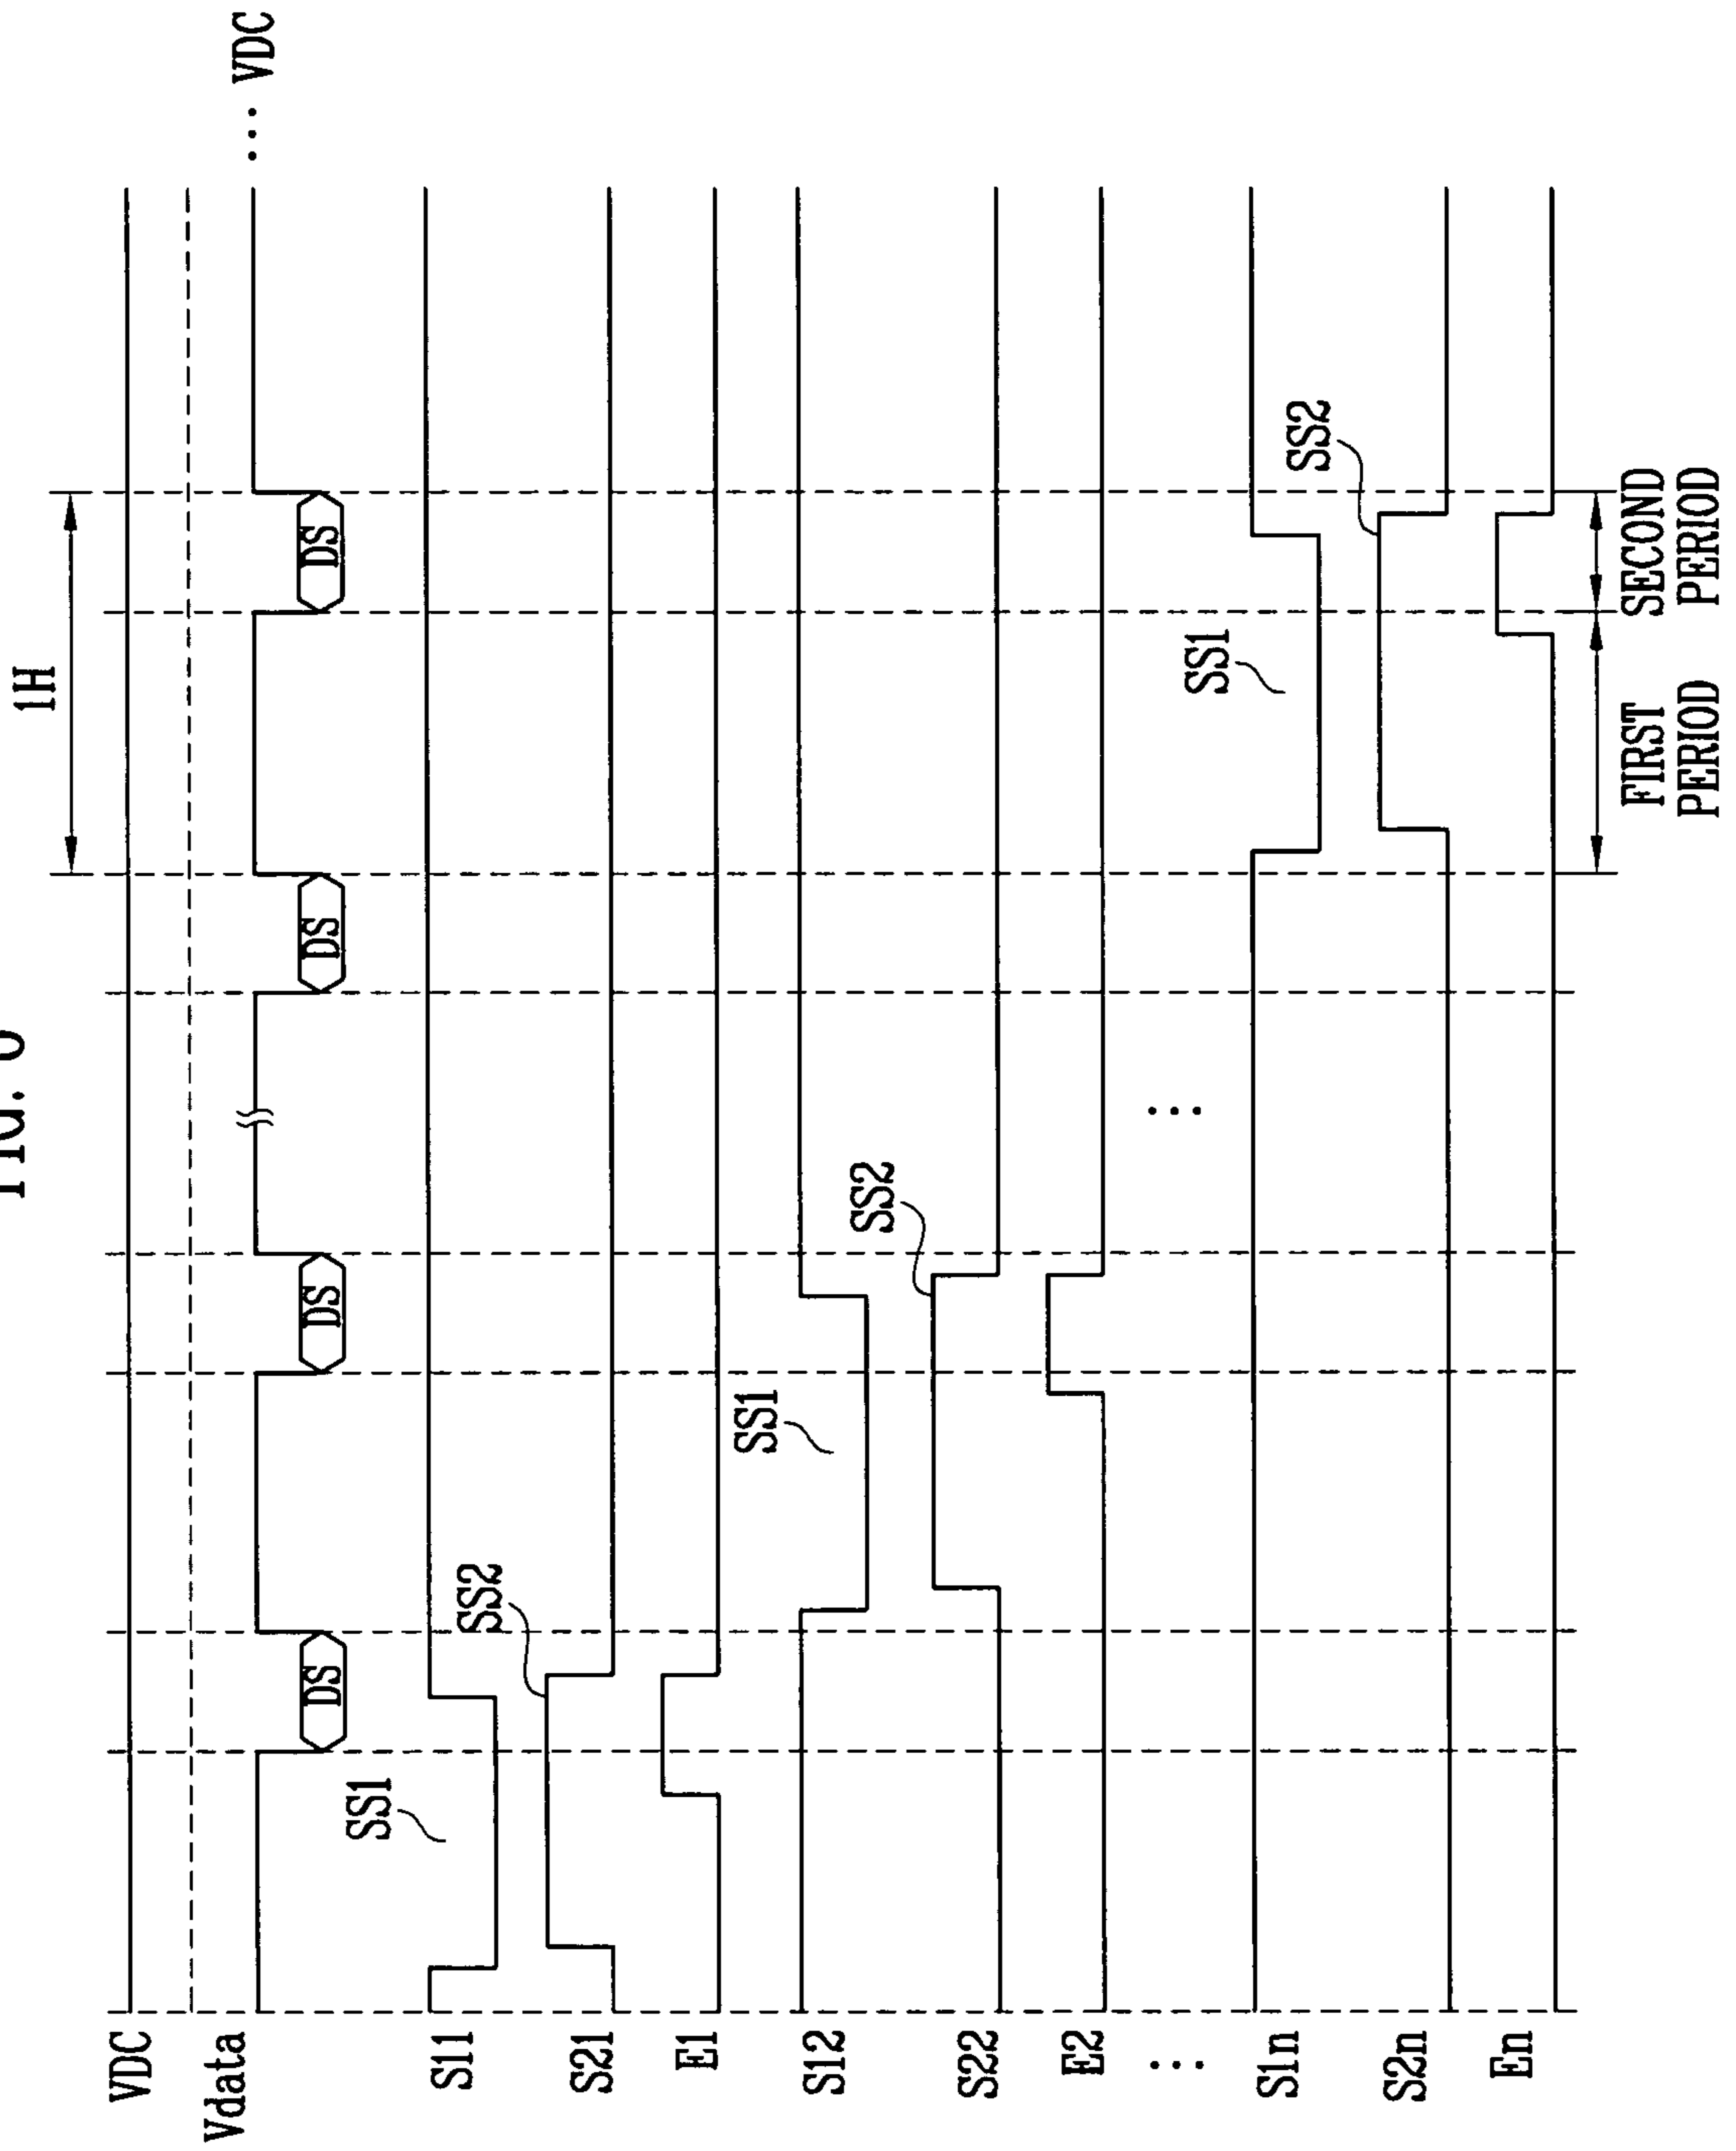 FIG.
1H
VDC
Vdata
... VDC
DS
DS
DS
DS
SS1
S11
SS2
S21
E1
SS1
S12
SS2
S22
E2
...
...
SS1
S1n
SS2
S2n
En
FIRST
PERIOD
SECOND
PERIOD